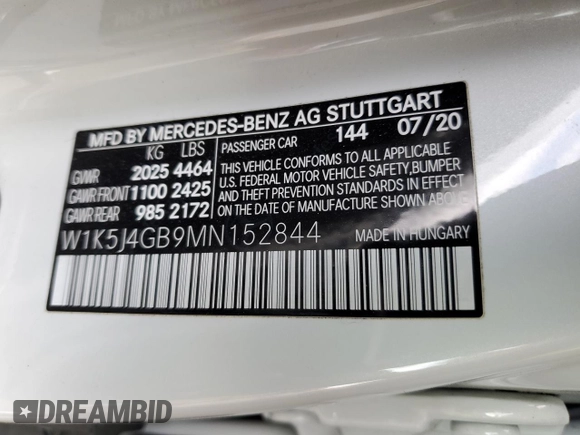 MFD BY MERCEDES-BENZ AG STUTTGART
KG LBS
GVWR 2025 4464
GAWR FRONT 1100 2425
GAWR REAR 985 2172
PASSENGER CAR 144 07/20
THIS VEHICLE CONFORMS TO ALL APPLICABLE
U.S. FEDERAL MOTOR VEHICLE SAFETY, BUMPER
AND THEFT PREVENTION STANDARDS IN EFFECT
ON DATE OF MANUFACTURE SHOWN ABOVE
W1K5J4GB9MN152844 MADE IN HUNGARY
DREAMBID